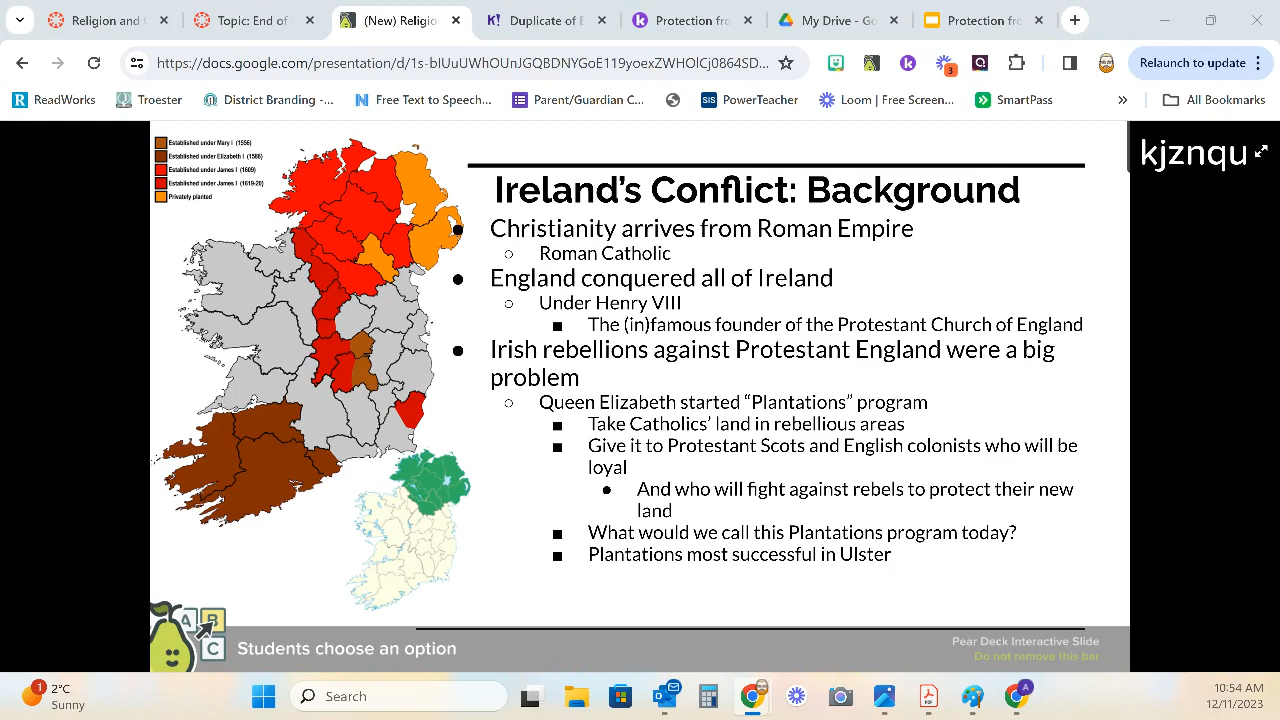 Religion and
Topic: End of
(New) Religio
K! Duplicate of E
Protection fro
My Drive - Go
Protection fro
https://docs.google.com/presentation/d/1s-blUuUWhOUnJGQBDNYGoE119yoexZWHOlCj0864SD...
3
Relaunch to update
ReadWorks
Troester
District Branding -...
Free Text to Speech...
Parent/Guardian C...
SIS PowerTeacher
Loom | Free Screen...
SmartPass
All Bookmarks
Established under Mary I (1556)
Established under Elizabeth I (1586)
Established under James I (1609)
Established under James I (1619-20)
Privately planted
kjznqu
Ireland's Conflict: Background
● Christianity arrives from Roman Empire
○ Roman Catholic
● England conquered all of Ireland
○ Under Henry VIII
■ The (in)famous founder of the Protestant Church of England
● Irish rebellions against Protestant England were a big
problem
○ Queen Elizabeth started “Plantations” program
■ Take Catholics’ land in rebellious areas
■ Give it to Protestant Scots and English colonists who will be
loyal
● And who will fight against rebels to protect their new
land
■ What would we call this Plantations program today?
■ Plantations most successful in Ulster
A B C
Students choose an option
Pear Deck Interactive Slide
Do not remove this bar
1
2°C
Sunny
Search
A
10:54 AM
12/11/2023